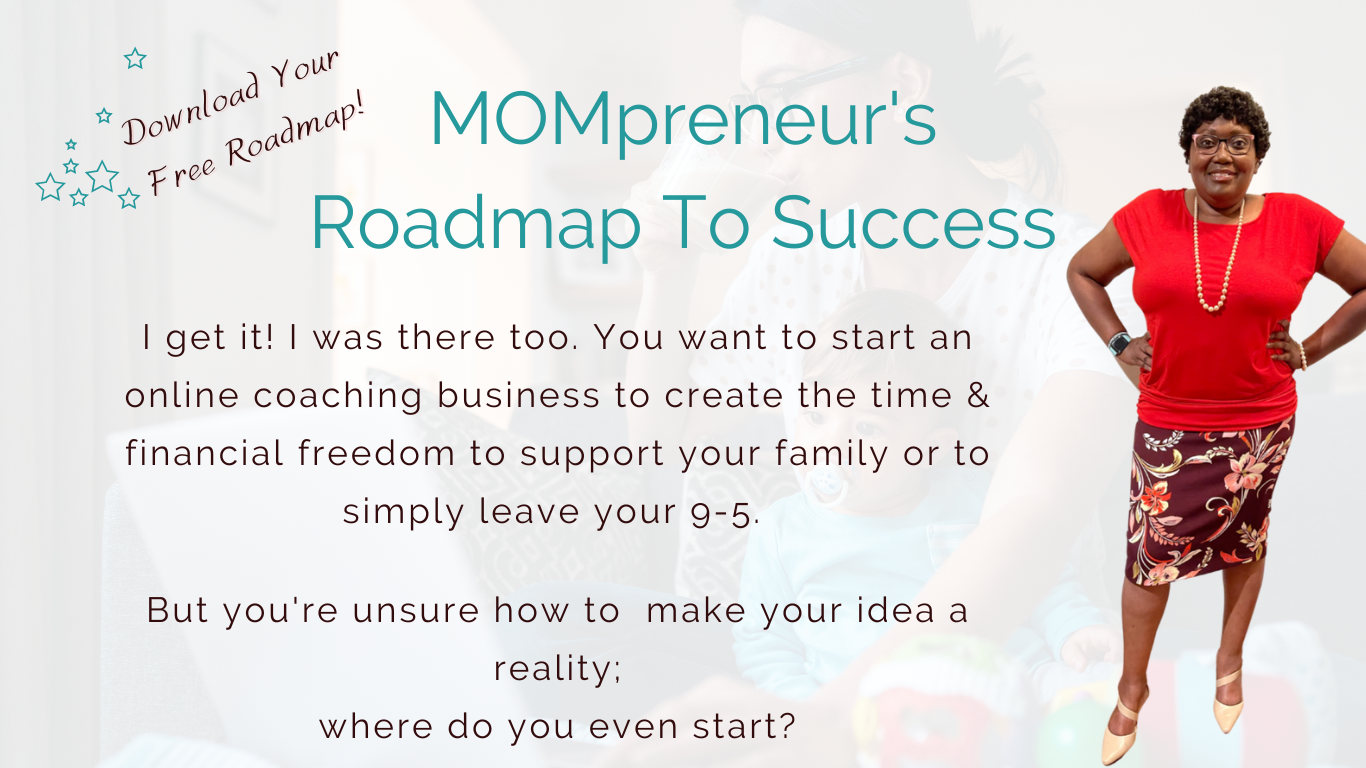 Download Your
Free Roadmap!
MOMpreneur's
Roadmap To Success
I get it! I was there too. You want to start an
online coaching business to create the time &
financial freedom to support your family or to
simply leave your 9-5.
But you're unsure how to  make your idea a
reality;
where do you even start?